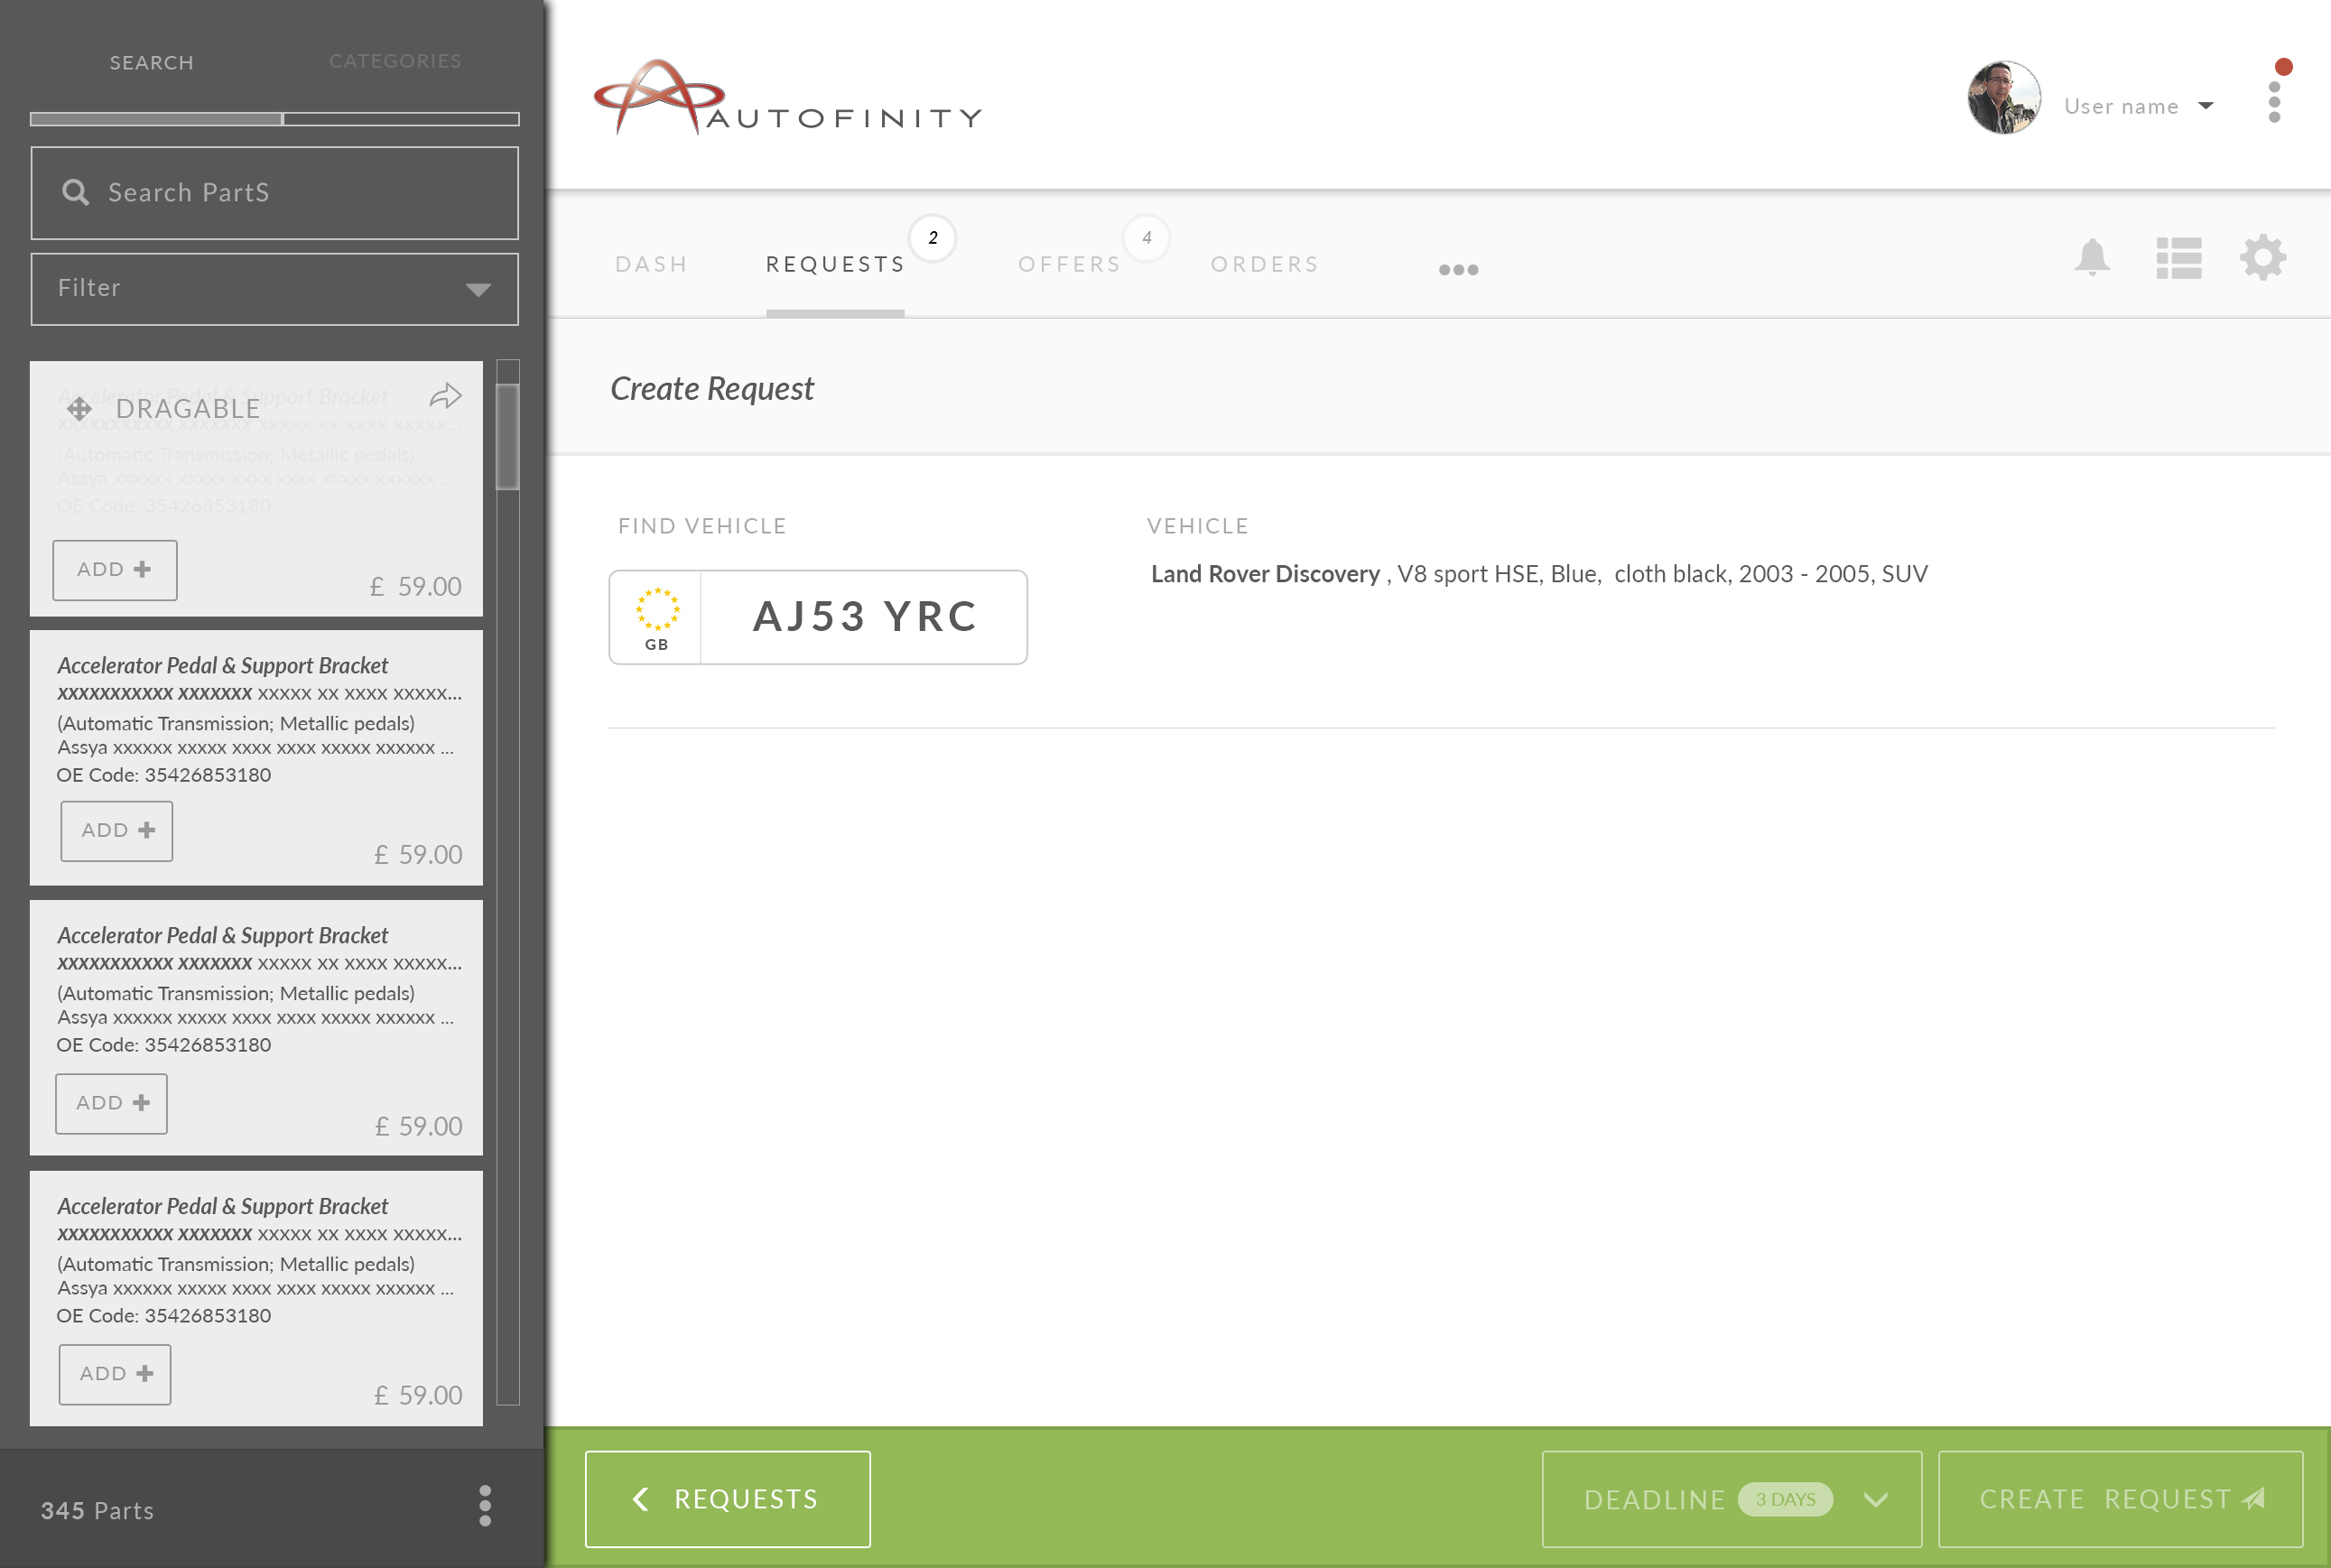 SEARCH
CATEGORIES
Search PartS
Filter
Accelerator Pedal & Support Bracket
DRAGABLE
xxxxxxxxxxx xxxxxxx xxxxx xx xxxx xxxxx...
(Automatic Transmission; Metallic pedals)
Assya xxxxxx xxxxx xxxx xxxx xxxxx xxxxxx ...
OE Code: 35426853180
ADD
£ 59.00
Accelerator Pedal & Support Bracket
xxxxxxxxxxx xxxxxxx xxxxx xx xxxx xxxxx...
(Automatic Transmission; Metallic pedals)
Assya xxxxxx xxxxx xxxx xxxx xxxxx xxxxxx ...
OE Code: 35426853180
ADD
£ 59.00
Accelerator Pedal & Support Bracket
xxxxxxxxxxx xxxxxxx xxxxx xx xxxx xxxxx...
(Automatic Transmission; Metallic pedals)
Assya xxxxxx xxxxx xxxx xxxx xxxxx xxxxxx ...
OE Code: 35426853180
ADD
£ 59.00
Accelerator Pedal & Support Bracket
xxxxxxxxxxx xxxxxxx xxxxx xx xxxx xxxxx...
(Automatic Transmission; Metallic pedals)
Assya xxxxxx xxxxx xxxx xxxx xxxxx xxxxxx ...
OE Code: 35426853180
ADD
£ 59.00
345 Parts
AUTOFINITY
User name
DASH
REQUESTS
2
OFFERS
4
ORDERS
Create Request
FIND VEHICLE
GB
AJ53 YRC
VEHICLE
Land Rover Discovery , V8 sport HSE, Blue, cloth black, 2003 - 2005, SUV
REQUESTS
DEADLINE 3 DAYS
CREATE REQUEST